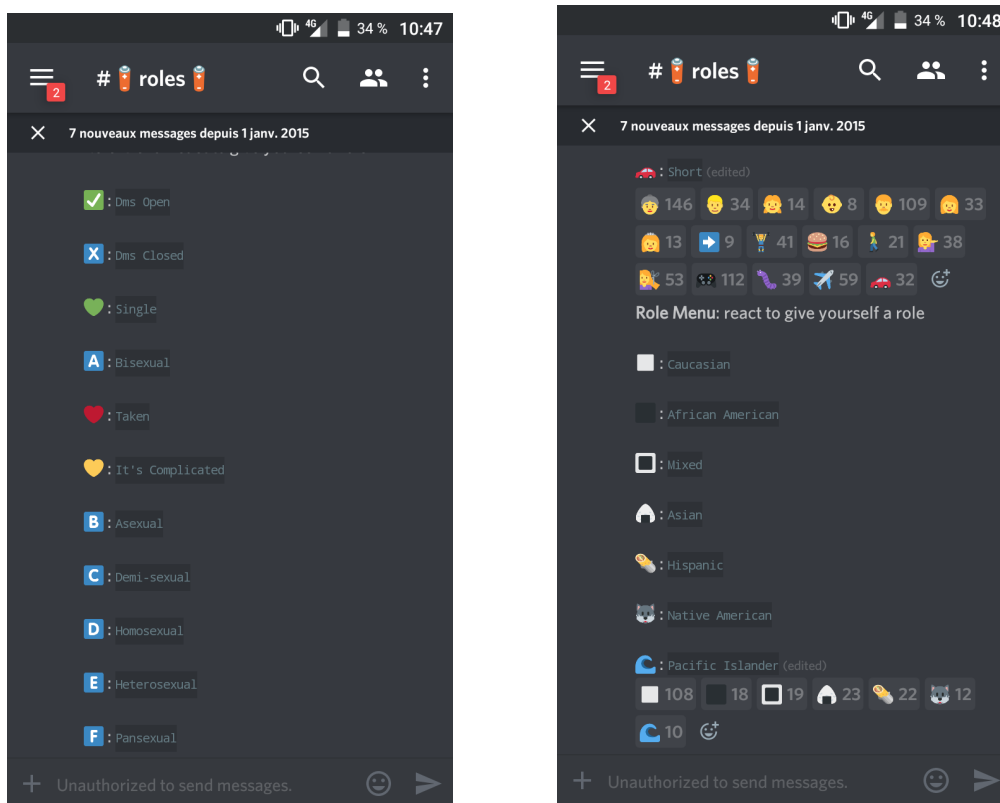 4G 34 % 10:47
2 # roles
7 nouveaux messages depuis 1 janv. 2015
: Dms Open
X : Dms Closed
: Single
A : Bisexual
: Taken
: It's Complicated
B : Asexual
C : Demi-sexual
D : Homosexual
E : Heterosexual
F : Pansexual
Unauthorized to send messages.
4G 34 % 10:48
2 # roles
7 nouveaux messages depuis 1 janv. 2015
: Short (edited)
146 34 14 8 109 33
13 9 41 16 21 38
53 112 39 59 32
Role Menu: react to give yourself a role
: Caucasian
: African American
: Mixed
: Asian
: Hispanic
: Native American
: Pacific Islander (edited)
108 18 19 23 22 12
10
Unauthorized to send messages.